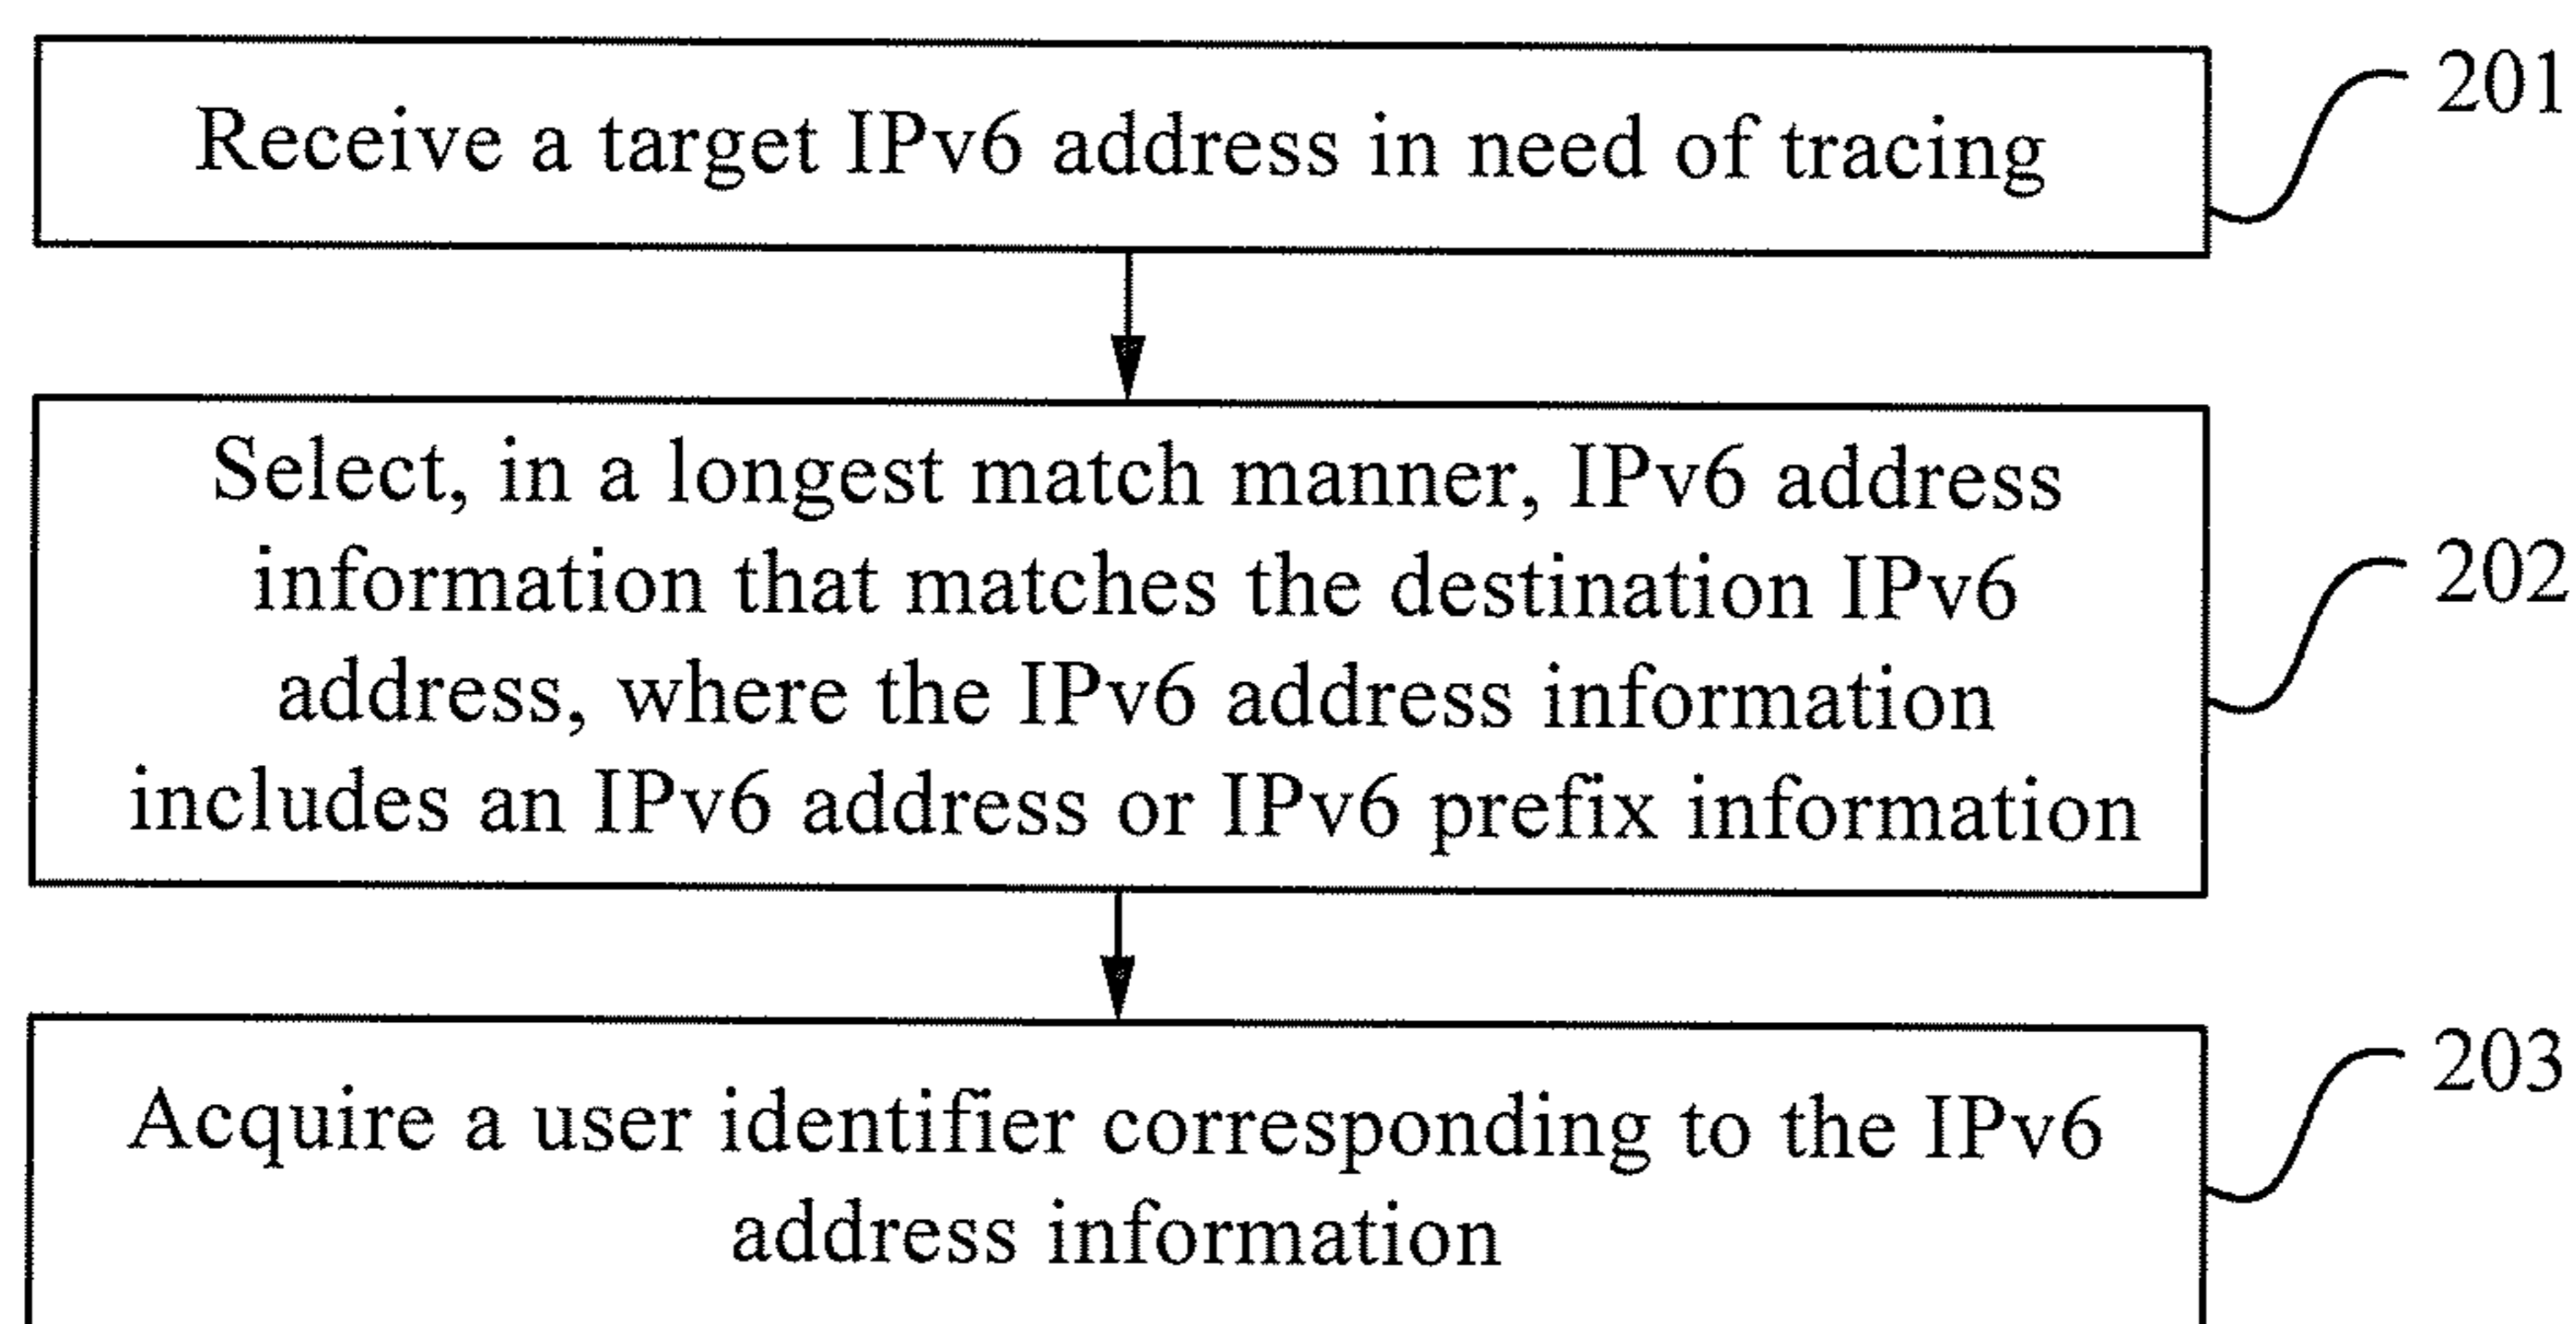 Receive a target IPv6 address in need of tracing
201
Select, in a longest match manner, IPv6 address
information that matches the destination IPv6
address, where the IPv6 address information
includes an IPv6 address or IPv6 prefix information
202
Acquire a user identifier corresponding to the IPv6
address information
203